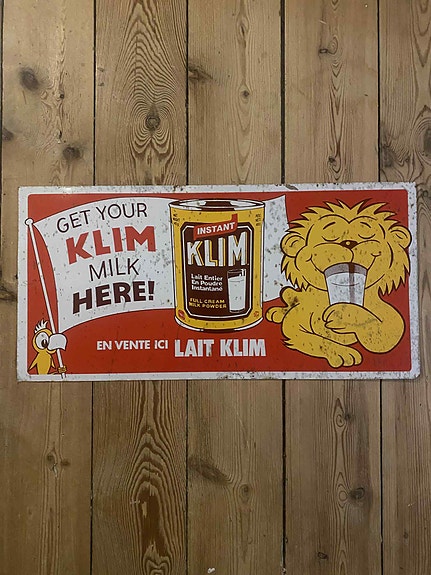 GET YOUR
KLIM
MILK
HERE!
INSTANT
KLIM
Lait Entier
En Poudre
Instantané
FULL CREAM
MILK POWDER
EN VENTE ICI LAIT KLIM